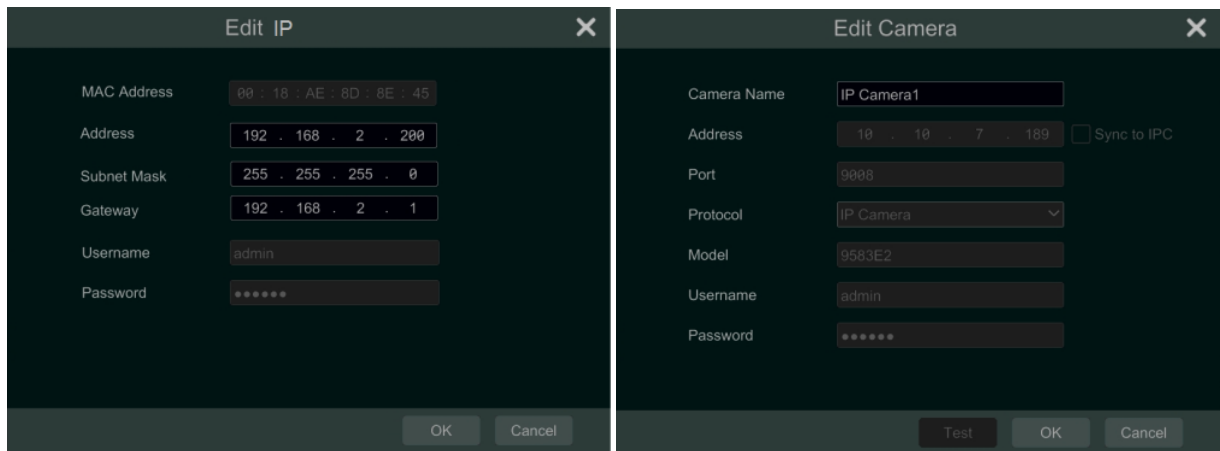 Edit IP
MAC Address 00 : 18 : AE : 8D : 8E : 45
Address 192 . 168 . 2 . 200
Subnet Mask 255 . 255 . 255 . 0
Gateway 192 . 168 . 2 . 1
Username admin
Password ●●●●●●
OK Cancel
Edit Camera
Camera Name IP Camera1
Address 10 . 10 . 7 . 189 Sync to IPC
Port 9008
Protocol IP Camera
Model 9583E2
Username admin
Password ●●●●●●
Test OK Cancel